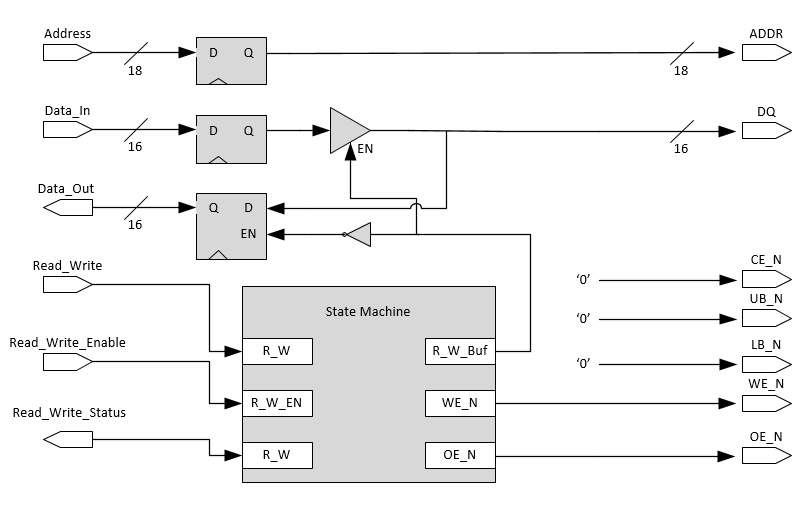 Address
18
D Q
18
ADDR
Data_In
16
D Q
EN
16
DQ
Data_Out
16
Q D
EN
Read_Write
Read_Write_Enable
Read_Write_Status
State Machine
R_W
R_W_Buf
R_W_EN
WE_N
R_W
OE_N
‘0’
CE_N
‘0’
UB_N
‘0’
LB_N
WE_N
OE_N